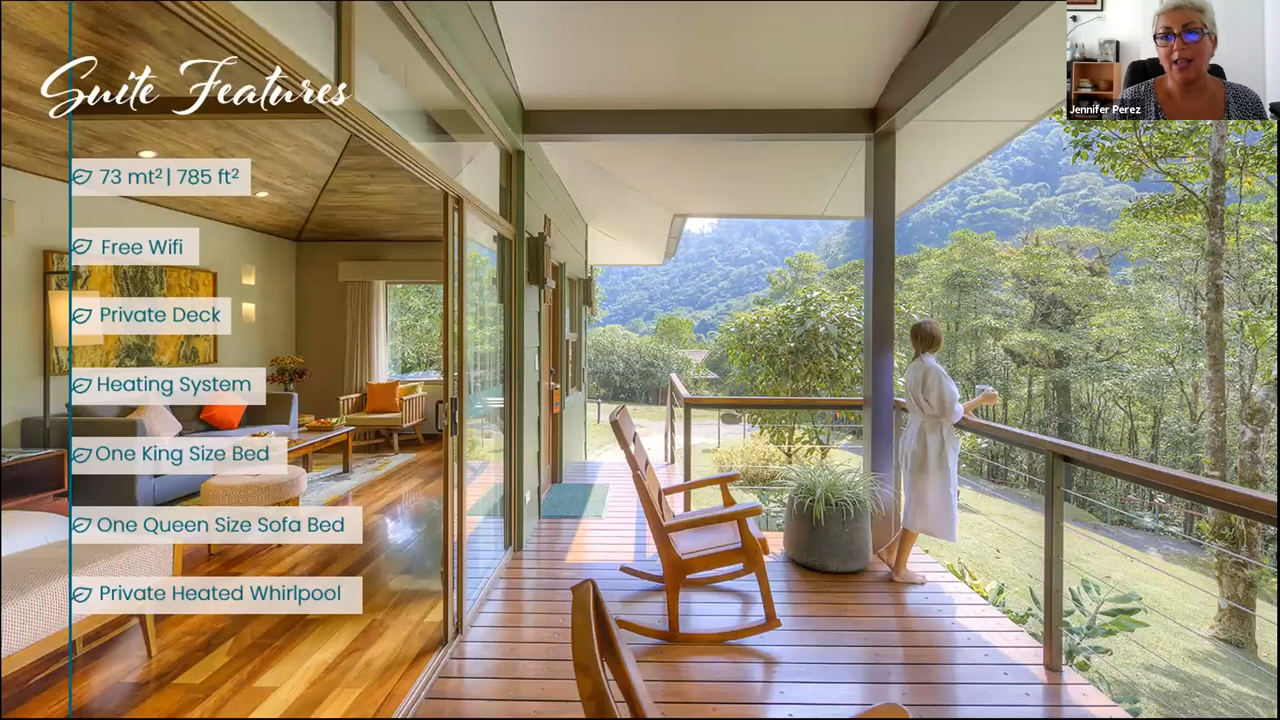 Suite Features
73 mt² | 785 ft²
Free Wifi
Private Deck
Heating System
One King Size Bed
One Queen Size Sofa Bed
Private Heated Whirlpool
Jennifer Perez